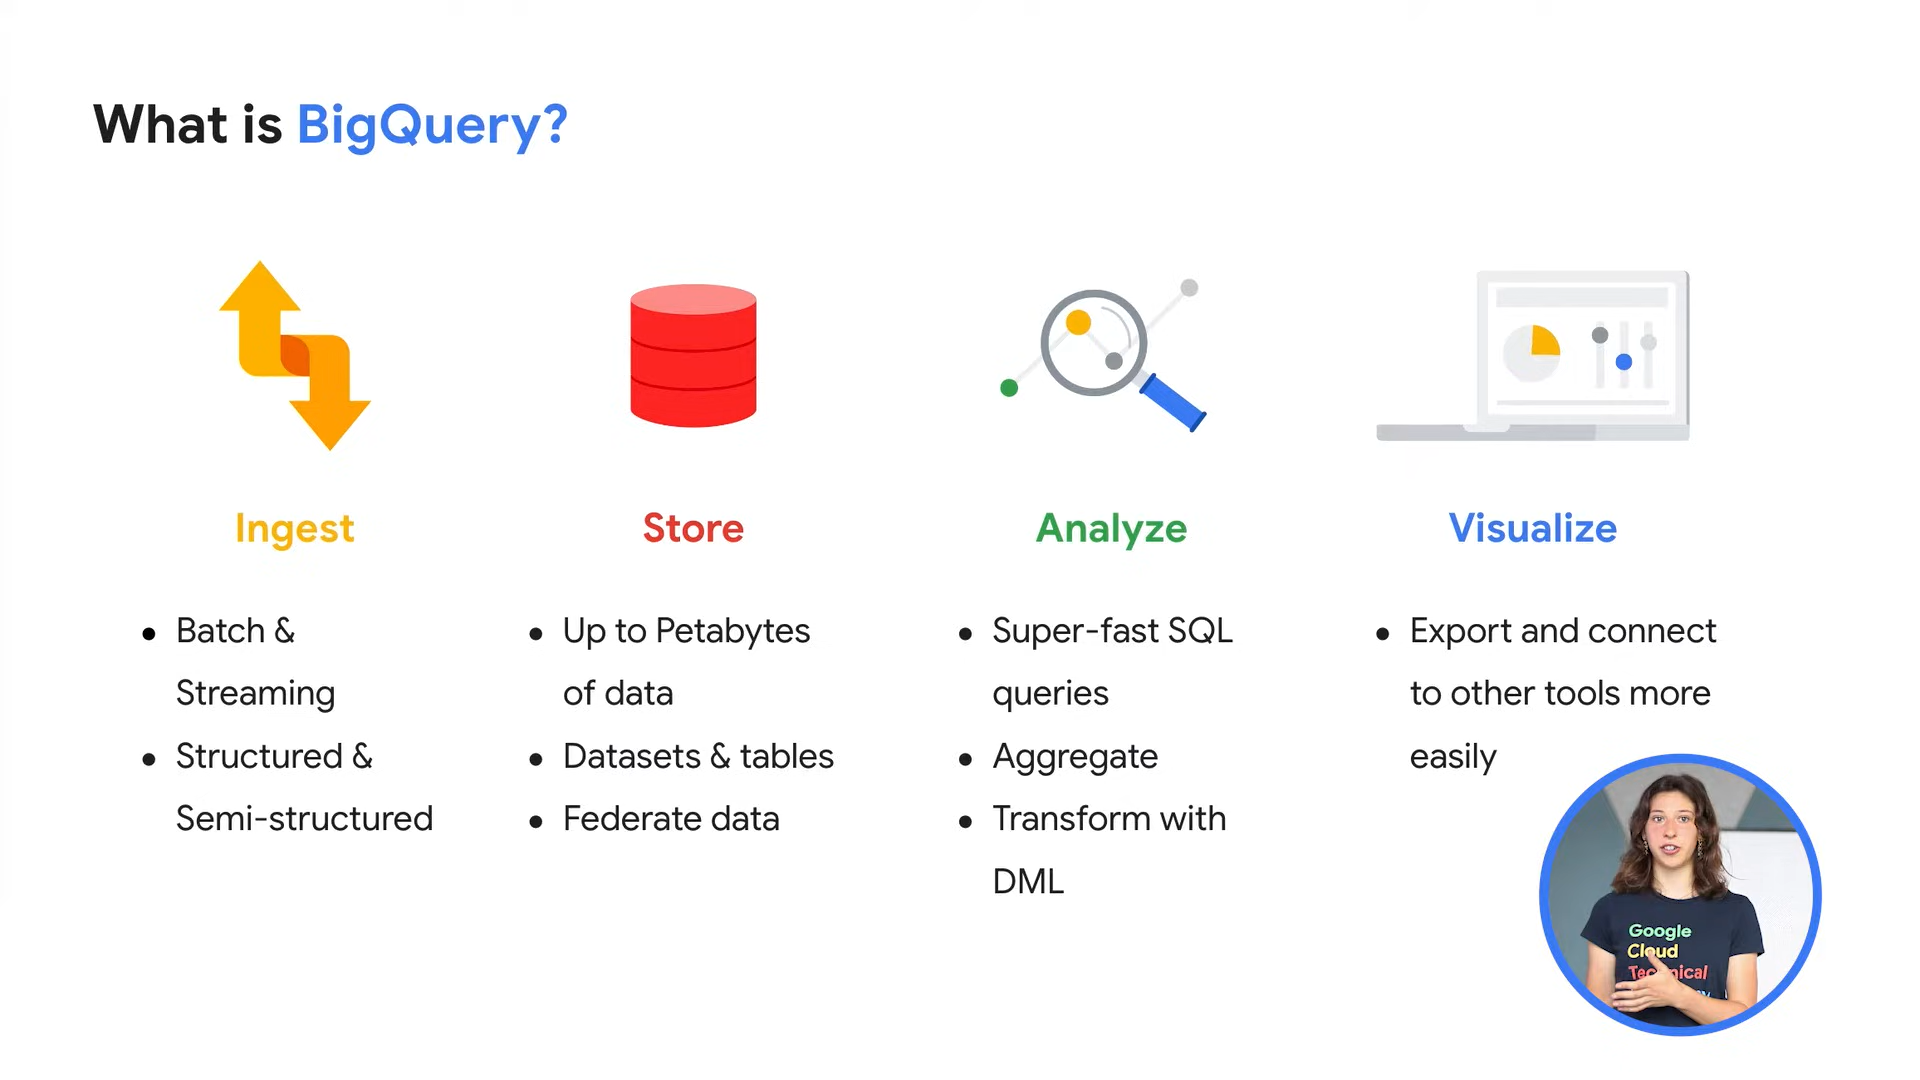 What is BigQuery?
Ingest
Batch &
Streaming
Structured &
Semi-structured
Store
Up to Petabytes
of data
Datasets & tables
Federate data
Analyze
Super-fast SQL
queries
Aggregate
Transform with
DML
Visualize
Export and connect
to other tools more
easily
Google
Cloud